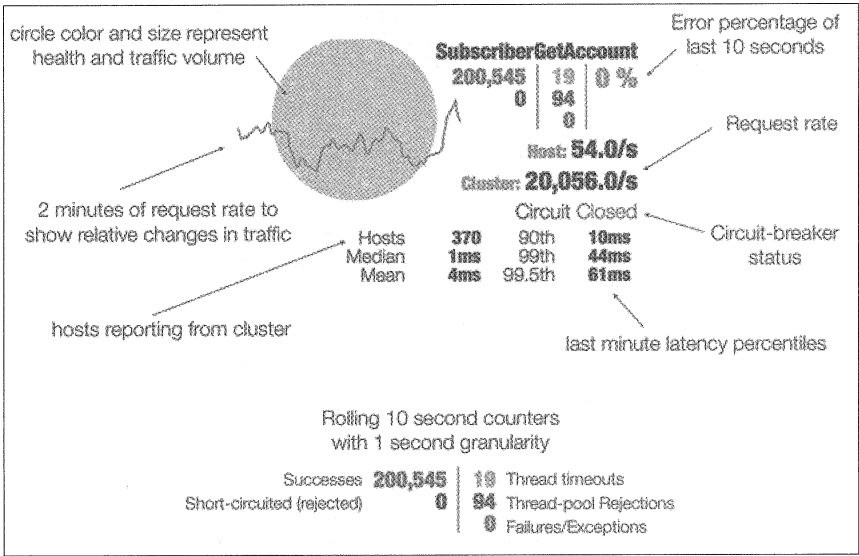 circle color and size represent
health and traffic volume
Error percentage of
last 10 seconds
SubscriberGetAccount
200,545 19 0 %
0 94
0
Request rate
Host: 54.0/s
Cluster: 20,056.0/s
2 minutes of request rate to
show relative changes in traffic
Circuit Closed
Circuit-breaker
status
Hosts 370 90th 10ms
Median 1ms 99th 44ms
Mean 4ms 99.5th 61ms
hosts reporting from cluster
last minute latency percentiles
Rolling 10 second counters
with 1 second granularity
Successes 200,545 19 Thread timeouts
Short-circuited (rejected) 0 94 Thread-pool Rejections
0 Failures/Exceptions